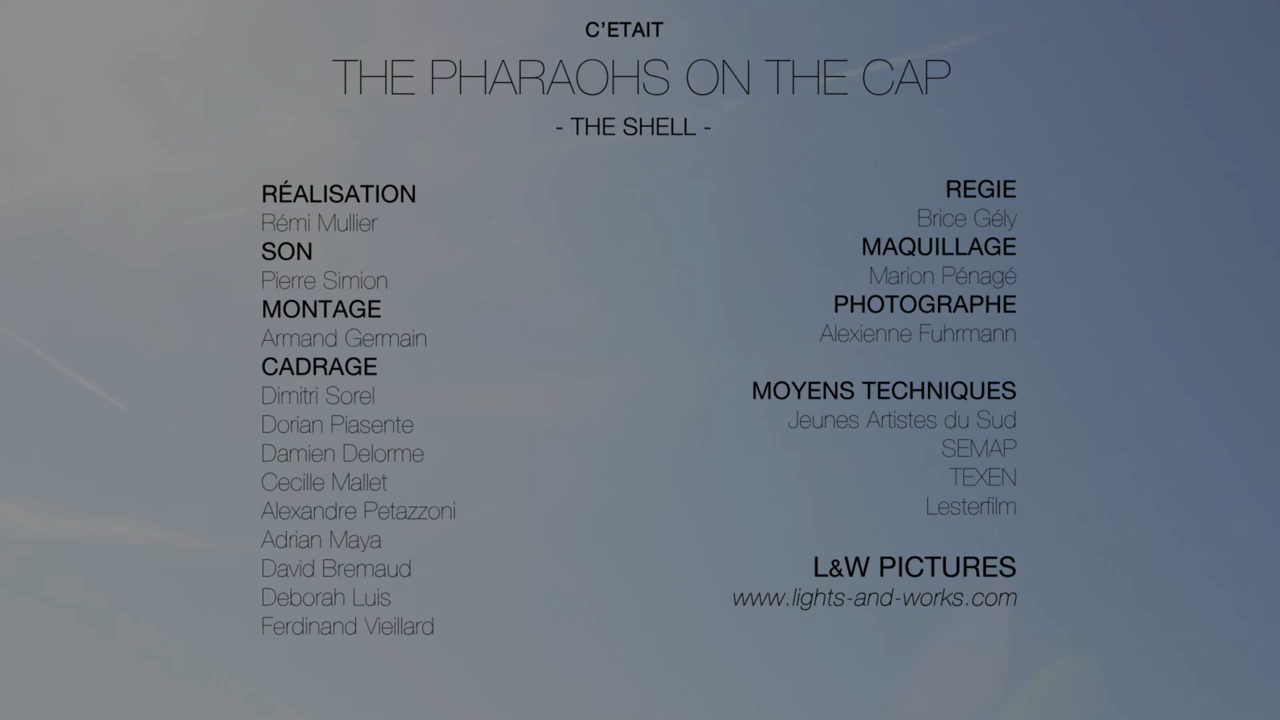 C'ETAIT
THE PHARAOHS ON THE CAP
- THE SHELL -
RÉALISATION
Rémi Mullier
SON
Pierre Simion
MONTAGE
Armand Germain
CADRAGE
Dimitri Sorel
Dorian Piasente
Damien Delorme
Cecille Mallet
Alexandre Petazzoni
Adrian Maya
David Bremaud
Deborah Luis
Ferdinand Vieillard
REGIE
Brice Gély
MAQUILLAGE
Marion Pénagé
PHOTOGRAPHE
Alexienne Fuhrmann
MOYENS TECHNIQUES
Jeunes Artistes du Sud
SEMAP
TEXEN
Lesterfilm
L&W PICTURES
www.lights-and-works.com